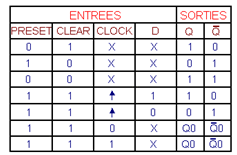 ENTREES SORTIES
PRESET CLEAR CLOCK D Q Q̅
0 1 X X 1 0
1 0 X X 0 1
0 0 X X 1 1
1 1 ↑ 1 1 0
1 1 ↑ 0 0 1
1 1 0 X Q0 Q̅0
1 1 1 X Q0 Q̅0